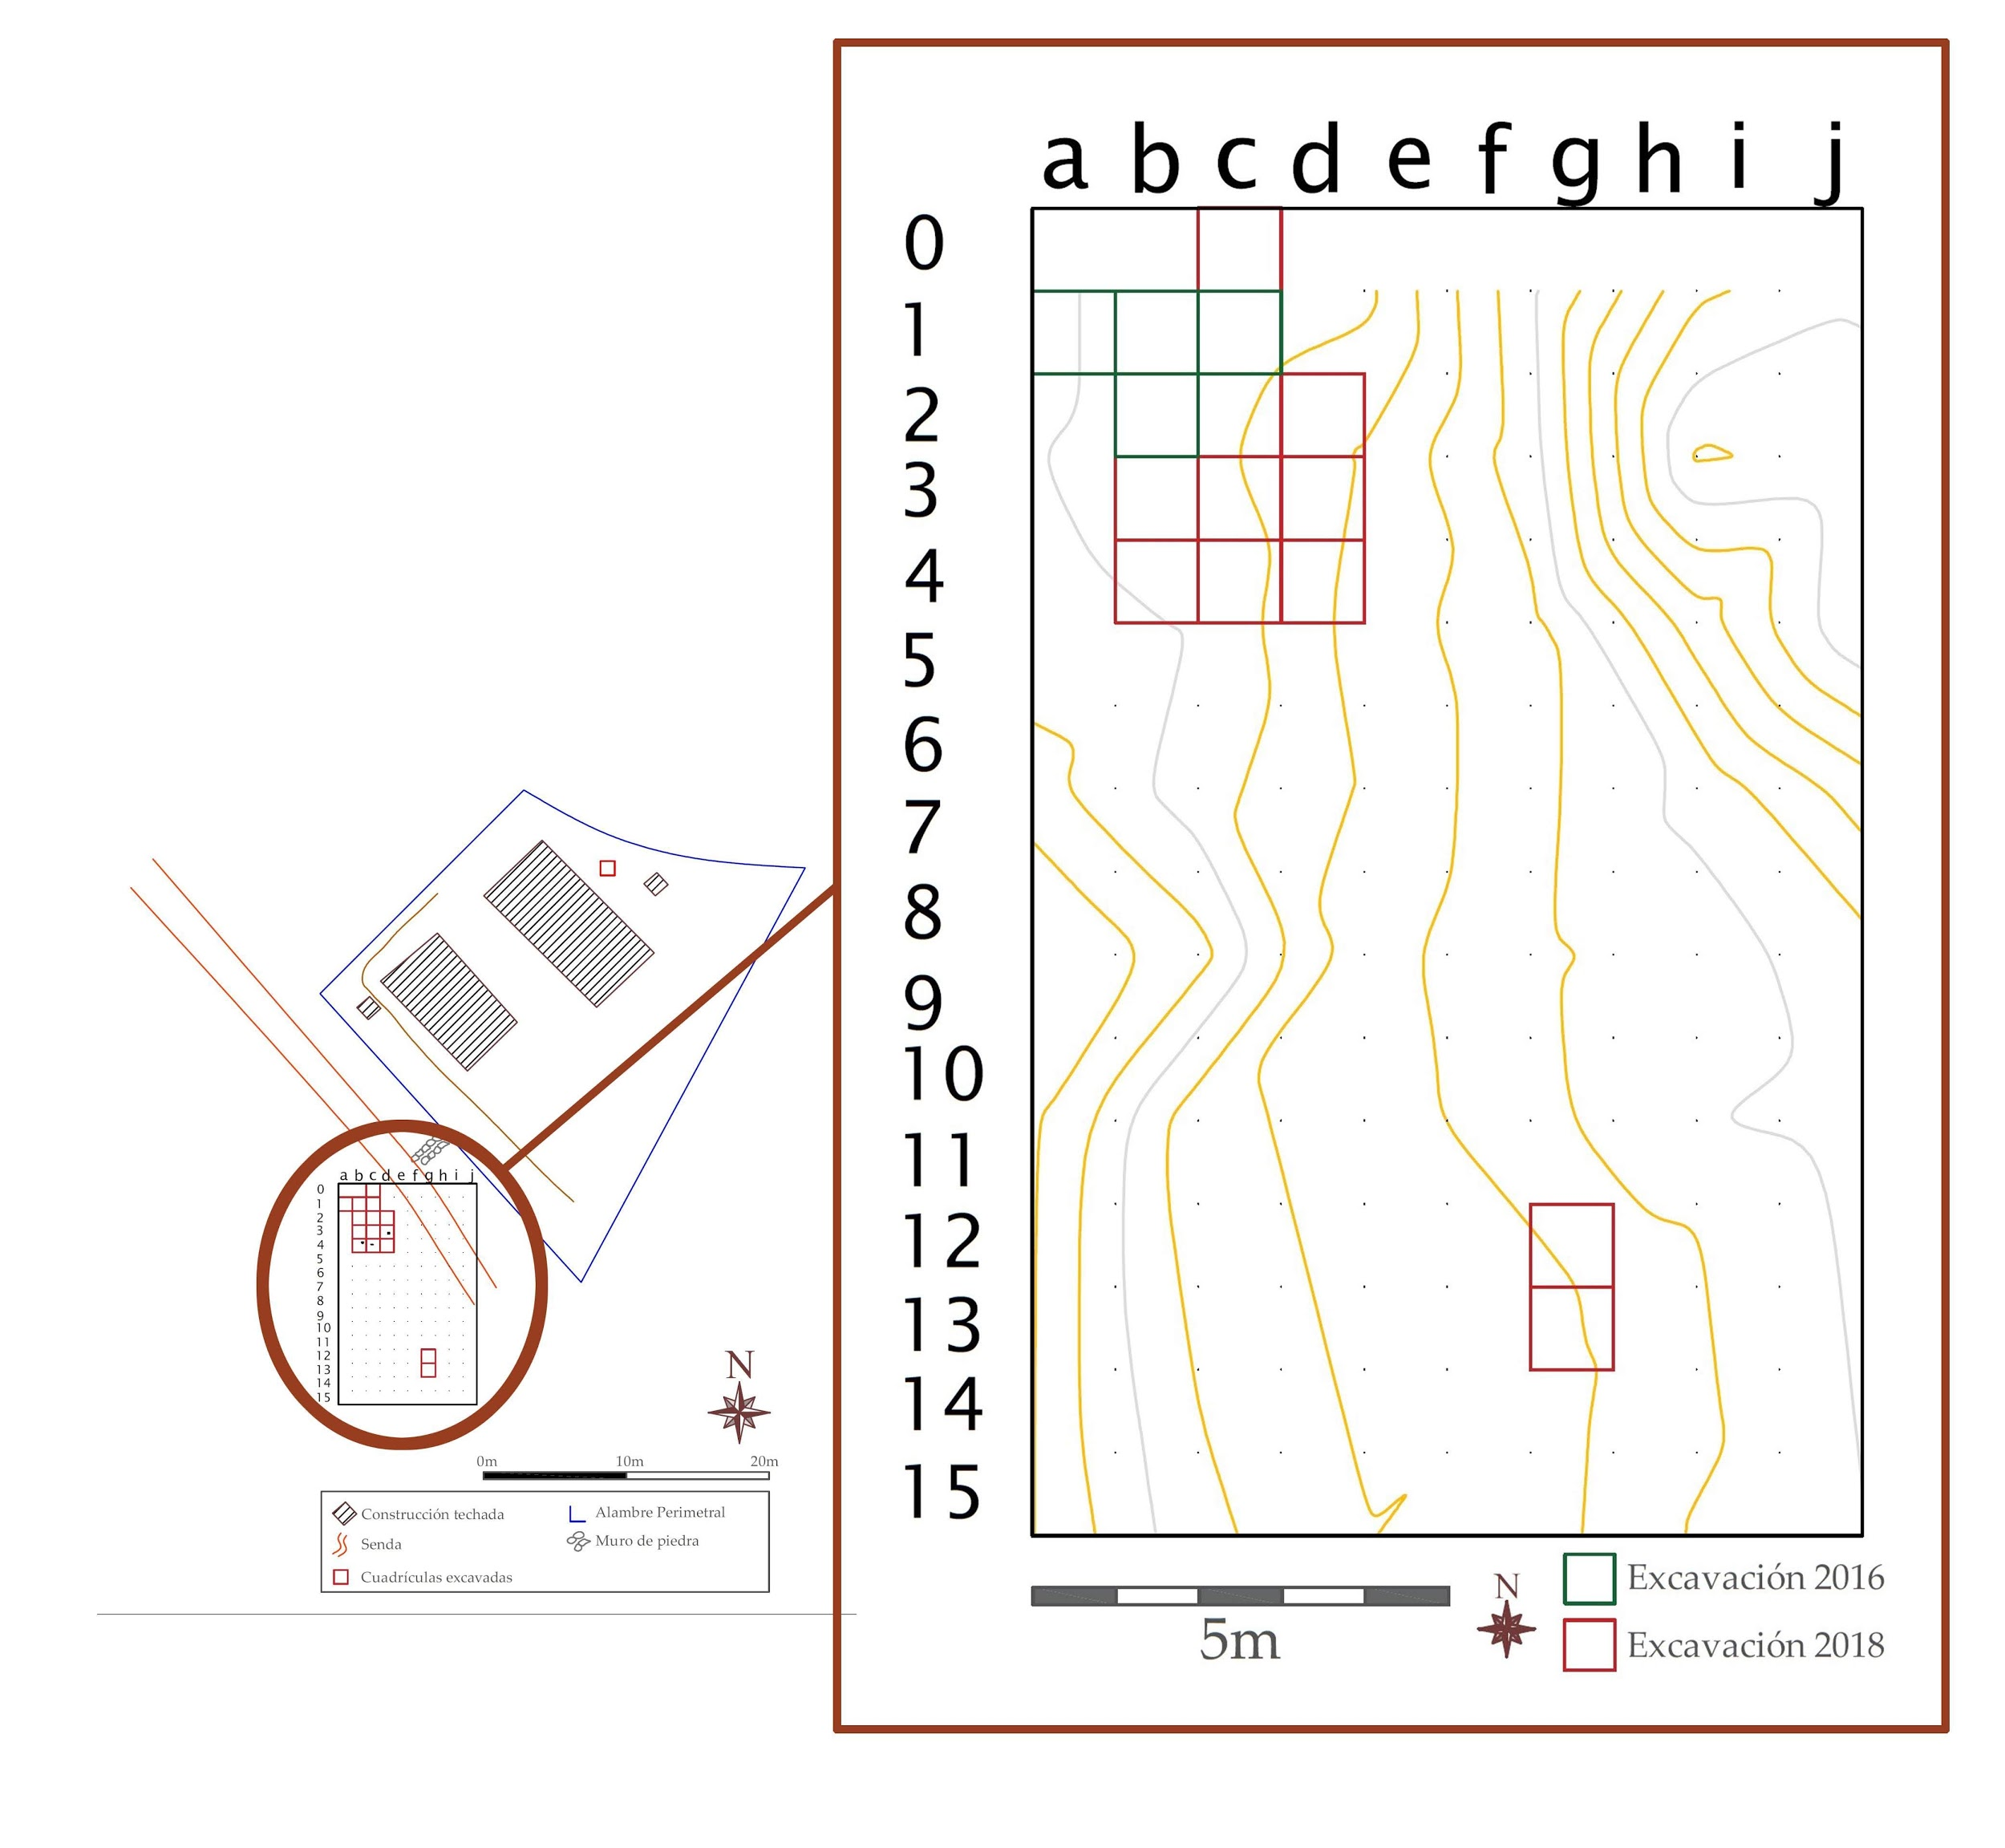 a b c d e f g h i j
0
1
2
3
4
5
6
7
8
9
10
11
12
13
14
15
5m
N
Excavación 2016
Excavación 2018
a b c d e f g h i j
0
1
2
3
4
5
6
7
8
9
10
11
12
13
14
15
N
0m 10m 20m
Construcción techada
Senda
Cuadrículas excavadas
Alambre Perimetral
Muro de piedra